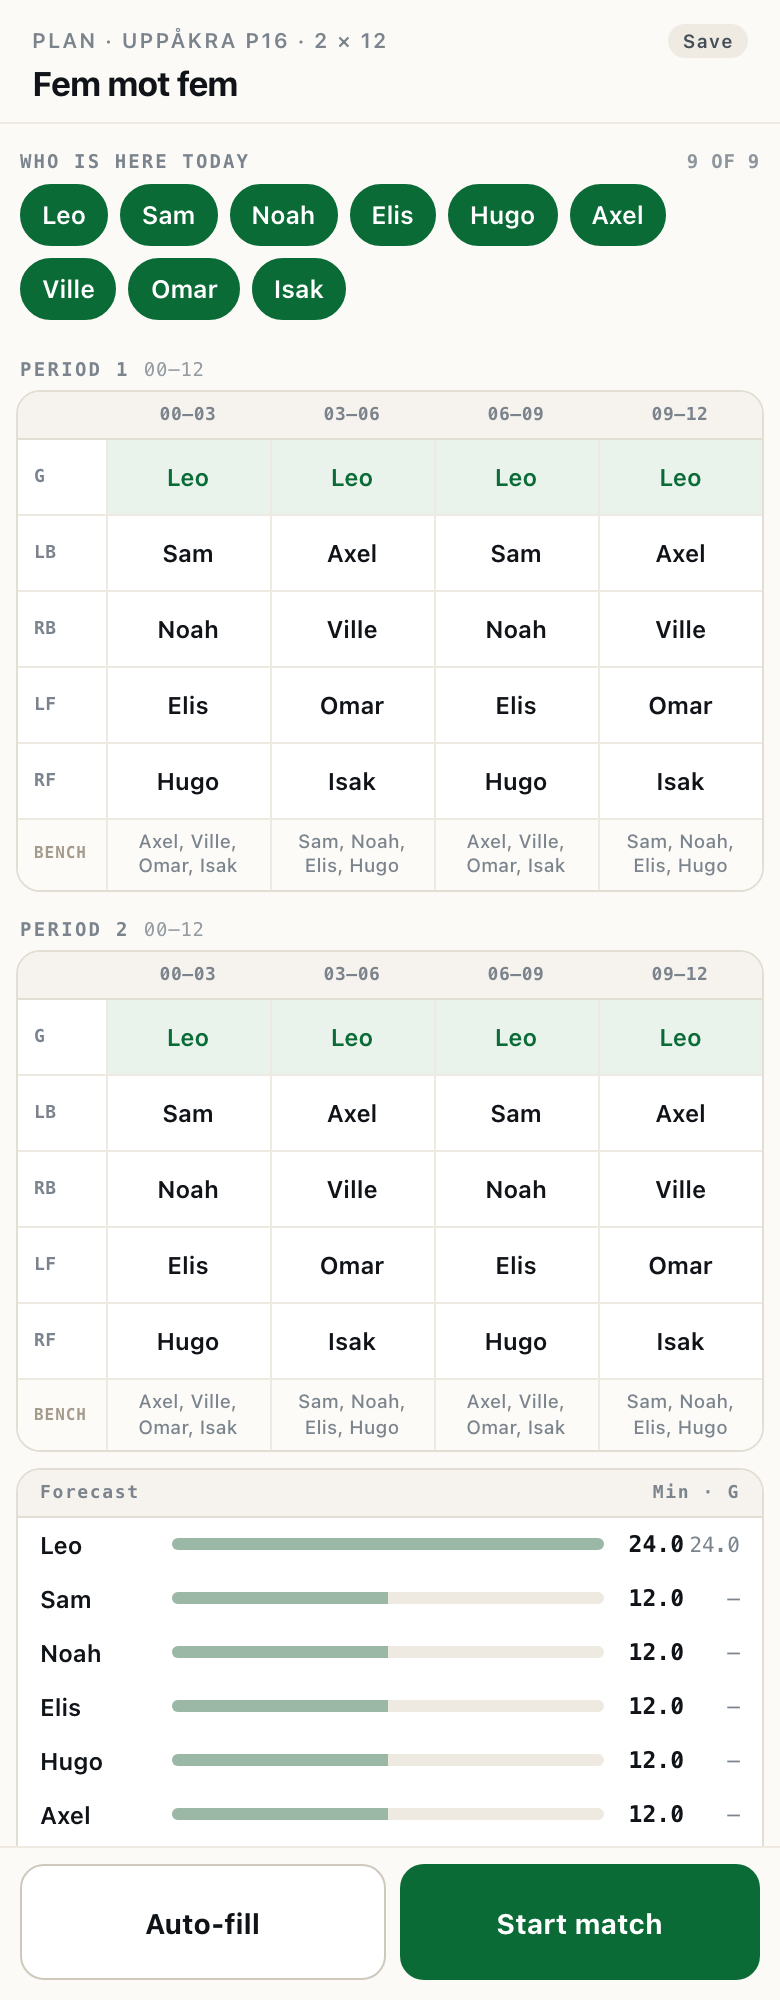 PLAN · UPPÅKRA P16 · 2 × 12
Save
Fem mot fem
WHO IS HERE TODAY 9 OF 9
Leo Sam Noah Elis Hugo Axel
Ville Omar Isak
PERIOD 1 00–12
00–03 03–06 06–09 09–12
G Leo Leo Leo Leo
LB Sam Axel Sam Axel
RB Noah Ville Noah Ville
LF Elis Omar Elis Omar
RF Hugo Isak Hugo Isak
Axel, Ville, Sam, Noah, Axel, Ville, Sam, Noah,
BENCH
Omar, Isak Elis, Hugo Omar, Isak Elis, Hugo
PERIOD 2 00–12
00–03 03–06 06–09 09–12
G Leo Leo Leo Leo
LB Sam Axel Sam Axel
RB Noah Ville Noah Ville
LF Elis Omar Elis Omar
RF Hugo Isak Hugo Isak
Axel, Ville, Sam, Noah, Axel, Ville, Sam, Noah,
BENCH
Omar, Isak Elis, Hugo Omar, Isak Elis, Hugo
Forecast Min · G
Leo 24.0 24.0
Sam 12.0 –
Noah 12.0 –
Elis 12.0 –
Hugo 12.0 –
Axel 12.0 –
Auto-fill Start match